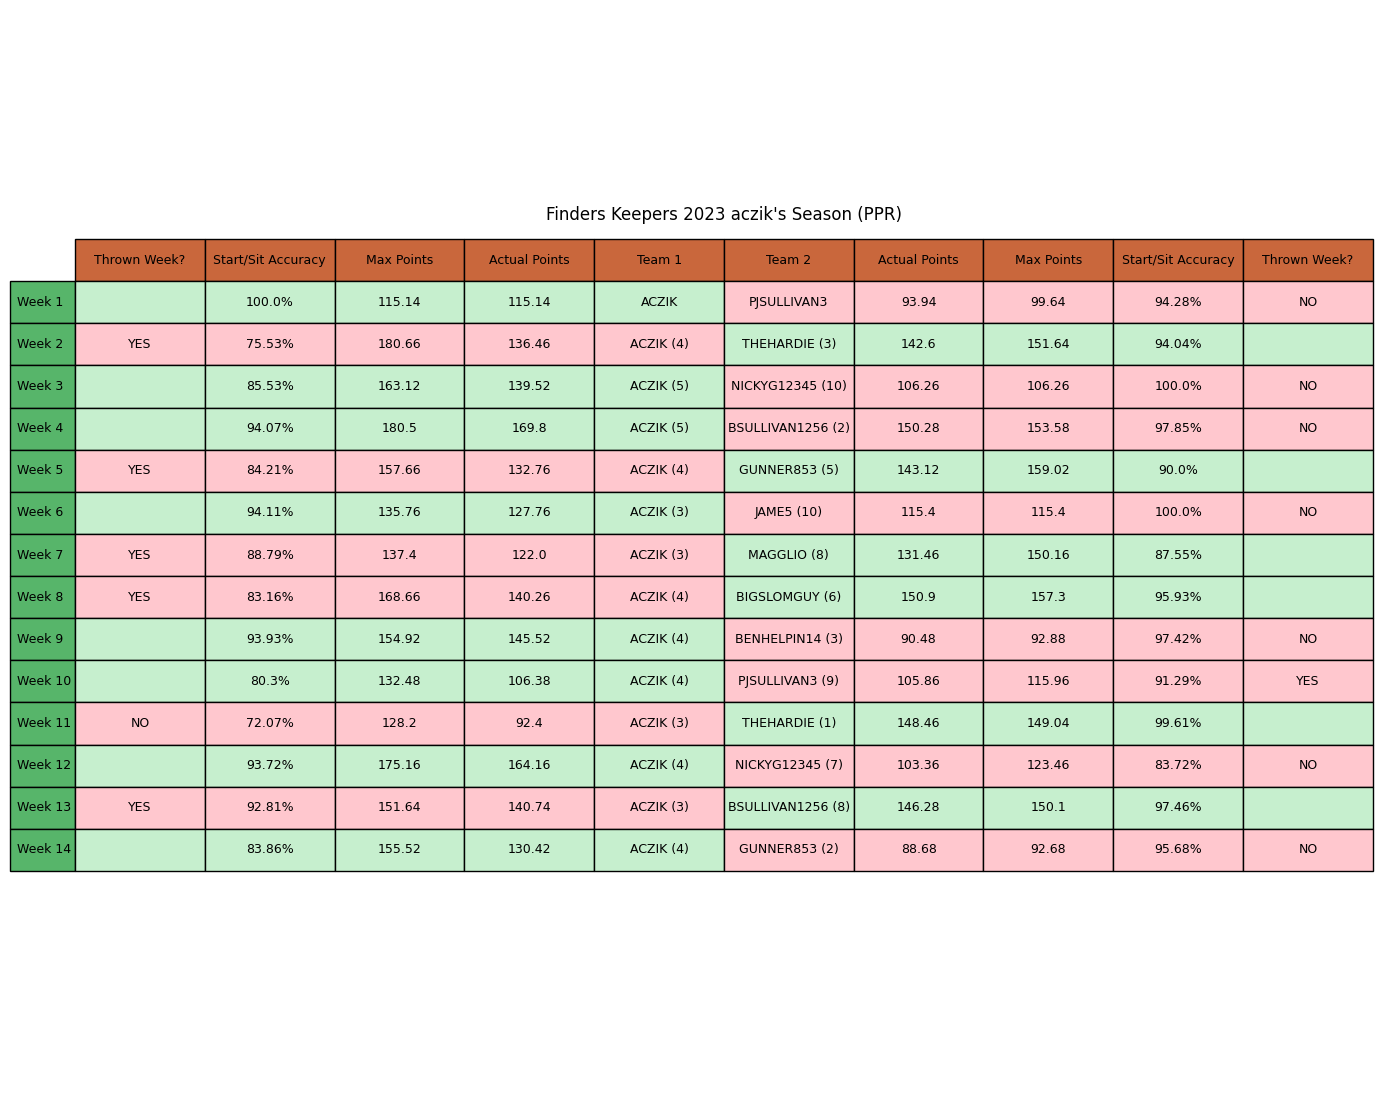 Finders Keepers 2023 aczik's Season (PPR)
Thrown Week? Start/Sit Accuracy Max Points Actual Points Team 1 Team 2 Actual Points Max Points Start/Sit Accuracy Thrown Week?
Week 1 100.0% 115.14 115.14 ACZIK PJSULLIVAN3 93.94 99.64 94.28% NO
Week 2 YES 75.53% 180.66 136.46 ACZIK (4) THEHARDIE (3) 142.6 151.64 94.04%
Week 3 85.53% 163.12 139.52 ACZIK (5) NICKYG12345 (10) 106.26 106.26 100.0% NO
Week 4 94.07% 180.5 169.8 ACZIK (5) BSULLIVAN1256 (2) 150.28 153.58 97.85% NO
Week 5 YES 84.21% 157.66 132.76 ACZIK (4) GUNNER853 (5) 143.12 159.02 90.0%
Week 6 94.11% 135.76 127.76 ACZIK (3) JAME5 (10) 115.4 115.4 100.0% NO
Week 7 YES 88.79% 137.4 122.0 ACZIK (3) MAGGLIO (8) 131.46 150.16 87.55%
Week 8 YES 83.16% 168.66 140.26 ACZIK (4) BIGSLOMGUY (6) 150.9 157.3 95.93%
Week 9 93.93% 154.92 145.52 ACZIK (4) BENHELPIN14 (3) 90.48 92.88 97.42% NO
Week 10 80.3% 132.48 106.38 ACZIK (4) PJSULLIVAN3 (9) 105.86 115.96 91.29% YES
Week 11 NO 72.07% 128.2 92.4 ACZIK (3) THEHARDIE (1) 148.46 149.04 99.61%
Week 12 93.72% 175.16 164.16 ACZIK (4) NICKYG12345 (7) 103.36 123.46 83.72% NO
Week 13 YES 92.81% 151.64 140.74 ACZIK (3) BSULLIVAN1256 (8) 146.28 150.1 97.46%
Week 14 83.86% 155.52 130.42 ACZIK (4) GUNNER853 (2) 88.68 92.68 95.68% NO